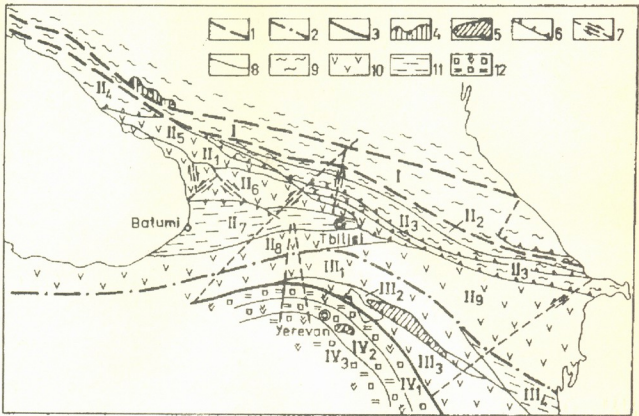 1 2 3 4 5 6 7
8 9 10 11 12
II4
I
II5
II1
I
II6
II3
II2
Batumi
II7
Tbilisi
II8
II3
III1
II9
III2
Yerevan
IV2
IV3
III3
IV1
III4